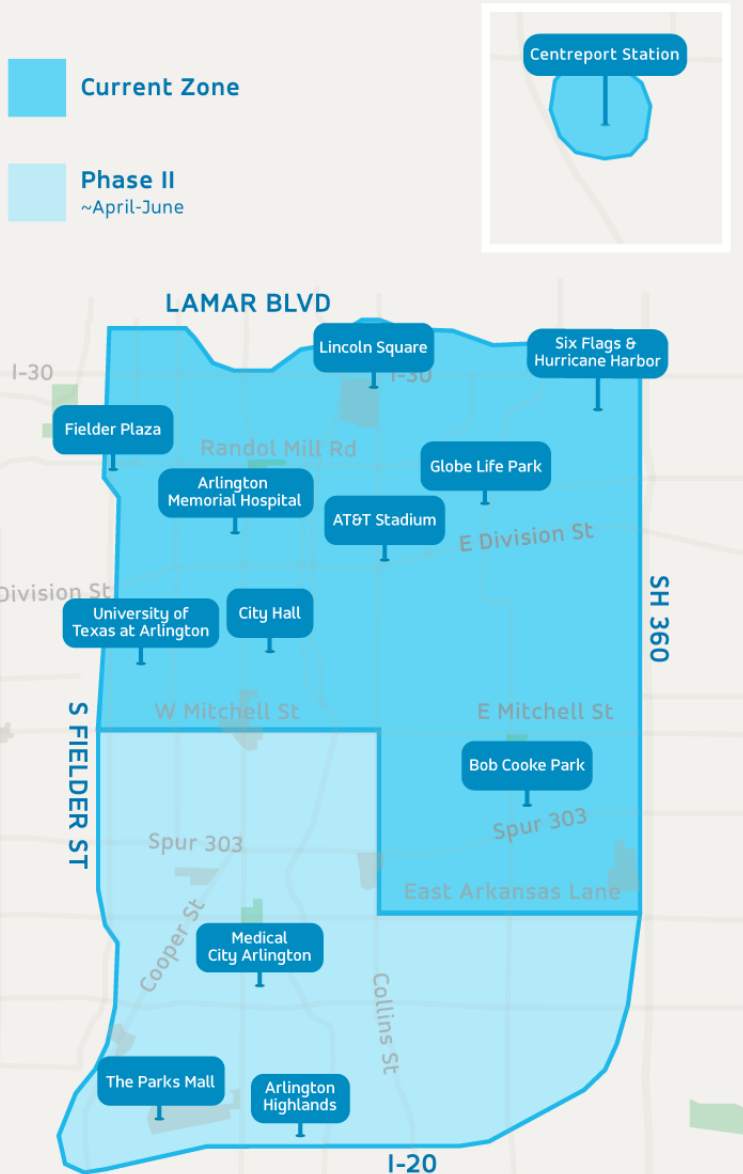 Centreport Station
Current Zone
Phase II
~April-June
LAMAR BLVD
Lincoln Square
Six Flags &
Hurricane Harbor
I-30
I-30
Fielder Plaza
Randol Mill Rd
Globe Life Park
Arlington
Memorial Hospital
AT&T Stadium
E Division St
Division St
University of
Texas at Arlington
City Hall
SH 360
S FIELDER ST
W Mitchell St
E Mitchell St
Bob Cooke Park
Spur 303
Spur 303
East Arkansas Lane
Cooper St
Medical
City Arlington
Collins St
The Parks Mall
Arlington
Highlands
I-20